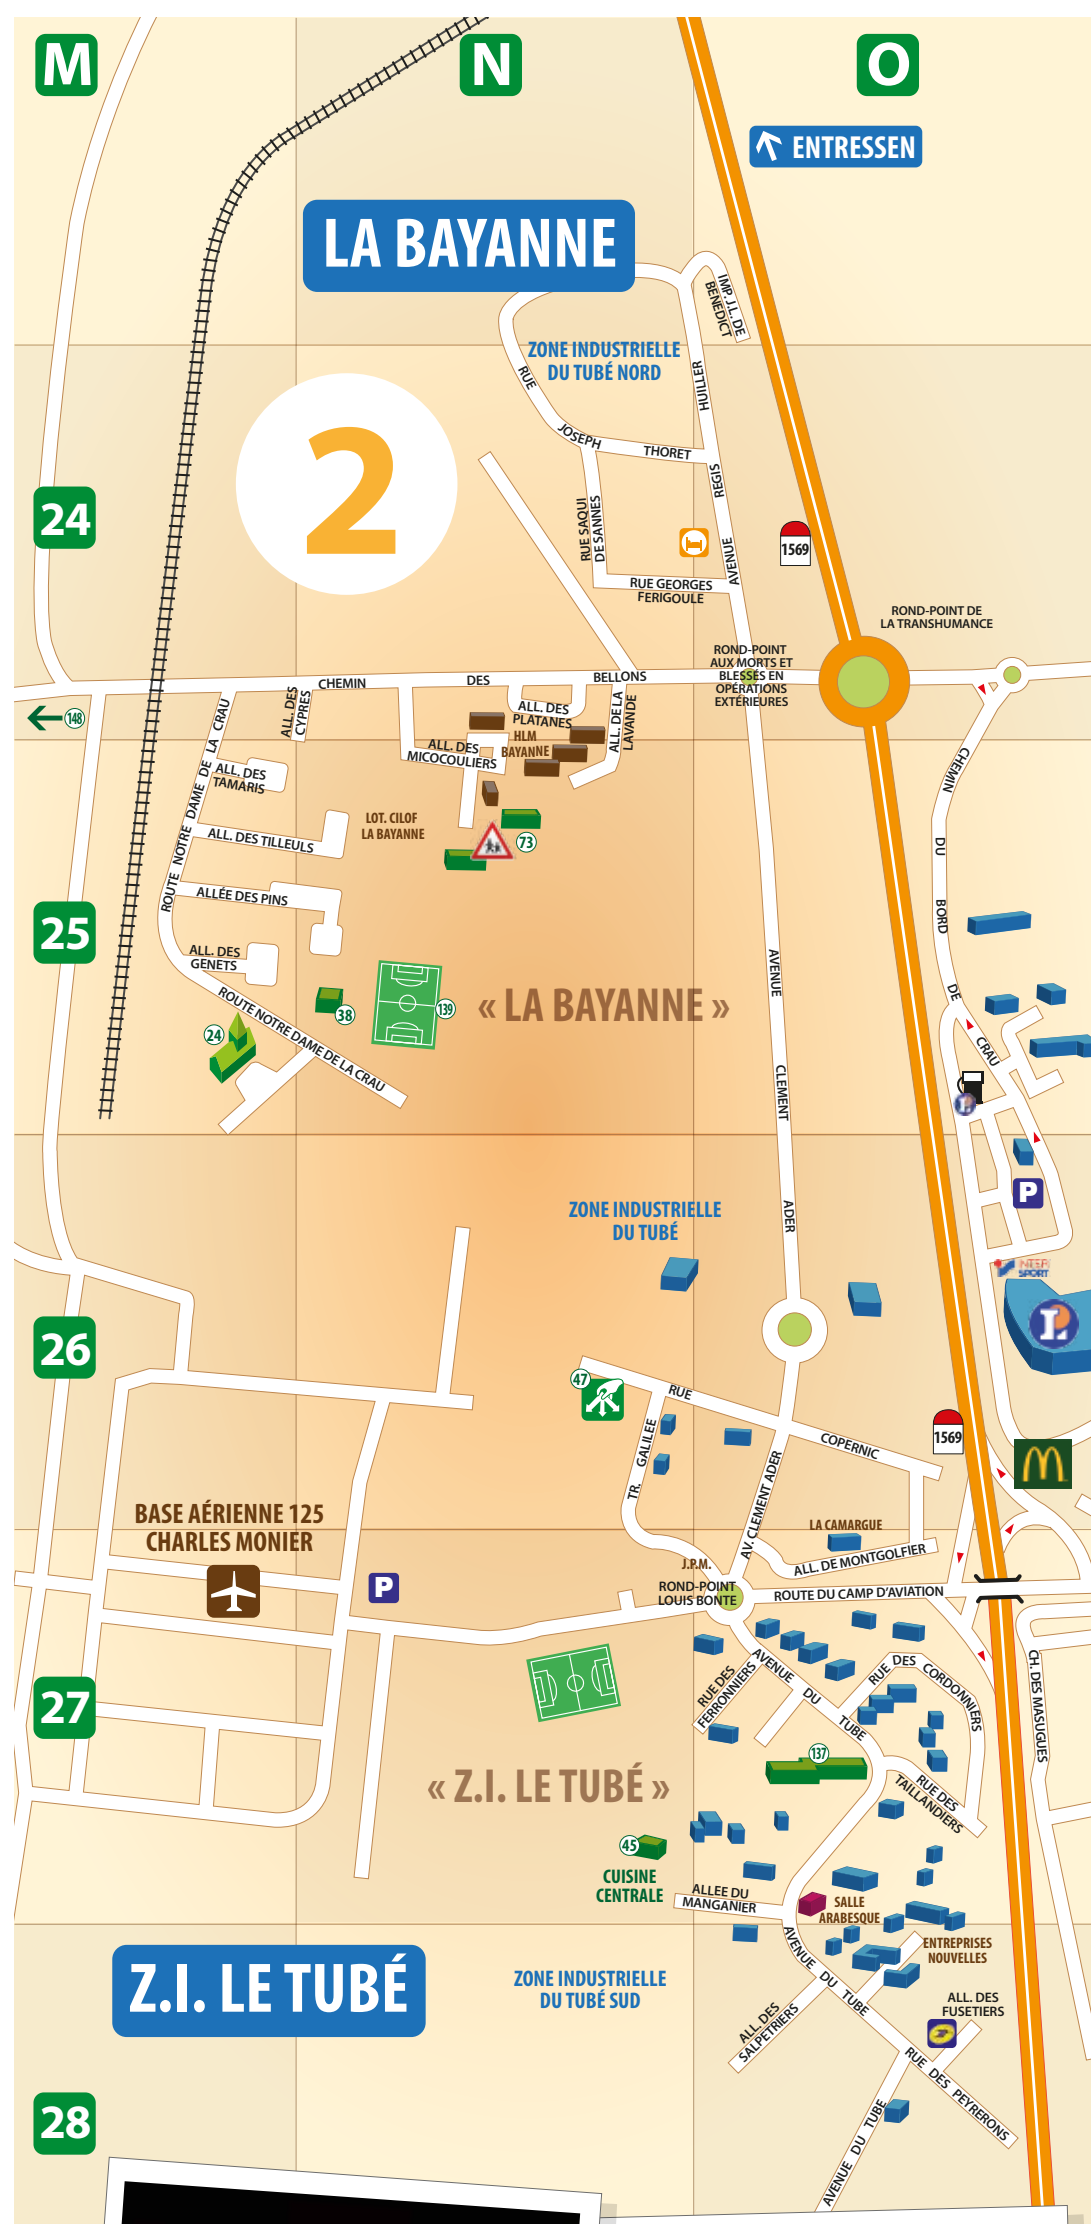 M
N
O
ENTRESSEN
LA BAYANNE
IMP. J.L. DE
BENEDICT
ZONE INDUSTRIELLE
DU TUBÉ NORD
RUE
JOSEPH
THORET
HUILLER
REGIS
AVENUE
2
24
RUE SAQUI
DE SANNES
1569
RUE GEORGES
FERIGOULE
ROND-POINT DE
LA TRANSHUMANCE
ROND-POINT
AUX MORTS ET
BLESSÉS EN
OPÉRATIONS
EXTÉRIEURES
CHEMIN
DES
BELLONS
148
ALL. DES
CYPRES
ALL. DES
PLATANES
ALL. DE LA
LAVANDE
HLM
BAYANNE
ALL. DES
MICOCOULIERS
ROUTE NOTRE DAME DE LA CRAU
ALL. DES
TAMARIS
LOT. CILOF
LA BAYANNE
ALL. DES TILLEULS
73
CHEMIN
DU
BORD
DE
CRAU
ALLÉE DES PINS
25
ALL. DES
GENETS
ROUTE NOTRE DAME DE LA CRAU
24
38
139
« LA BAYANNE »
AVENUE
CLEMENT
ADER
L
P
ZONE INDUSTRIELLE
DU TUBÉ
INTER
SPORT
L
26
47
RUE
COPERNIC
TR. GALILEE
AV. CLEMENT ADER
1569
M
BASE AÉRIENNE 125
CHARLES MONIER
P
LA CAMARGUE
ALL. DE MONTGOLFIER
J.P.M.
ROND-POINT
LOUIS BONTE
ROUTE DU CAMP D'AVIATION
CH. DES MASUGUES
RUE DES
FERRONNIERS
AVENUE
DU
TUBE
RUE DES
CORDONNIERS
27
137
RUE DES
TAILLANDIERS
« Z.I. LE TUBÉ »
45
CUISINE
CENTRALE
ALLEE DU
MANGANIER
SALLE
ARABESQUE
ENTREPRISES
NOUVELLES
Z.I. LE TUBÉ
ZONE INDUSTRIELLE
DU TUBÉ SUD
AVENUE DU TUBE
ALL. DES
SALPETRIERS
ALL. DES
FUSETIERS
RUE DES PEYRERONS
28
AVENUE DU TUBE